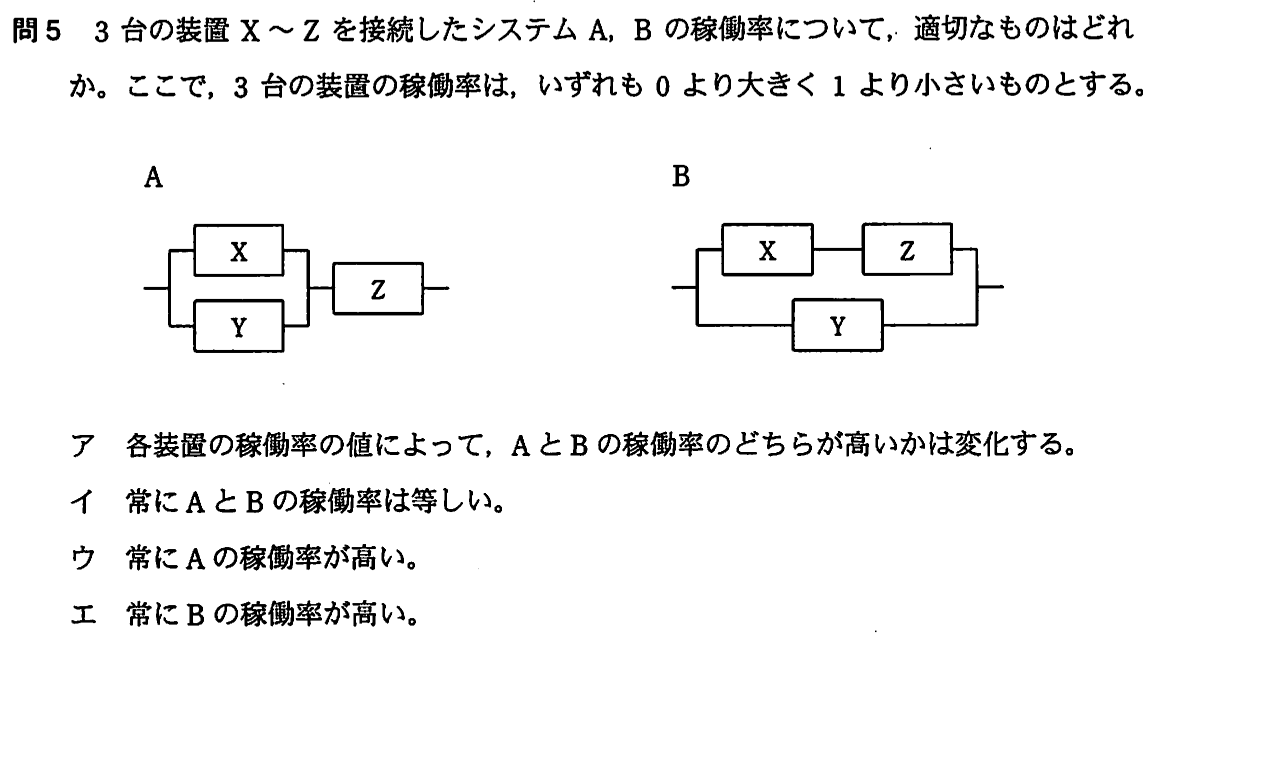 問5 3 台の装置 X ～ Z を接続したシステム A，B の稼働率について，適切なものはどれ
か。ここで，3 台の装置の稼働率は，いずれも 0 より大きく 1 より小さいものとする。
A
B
X
Y
Z
X
Z
Y
ア 各装置の稼働率の値によって，A と B の稼働率のどちらが高いかは変化する。
イ 常に A と B の稼働率は等しい。
ウ 常に A の稼働率が高い。
エ 常に B の稼働率が高い。